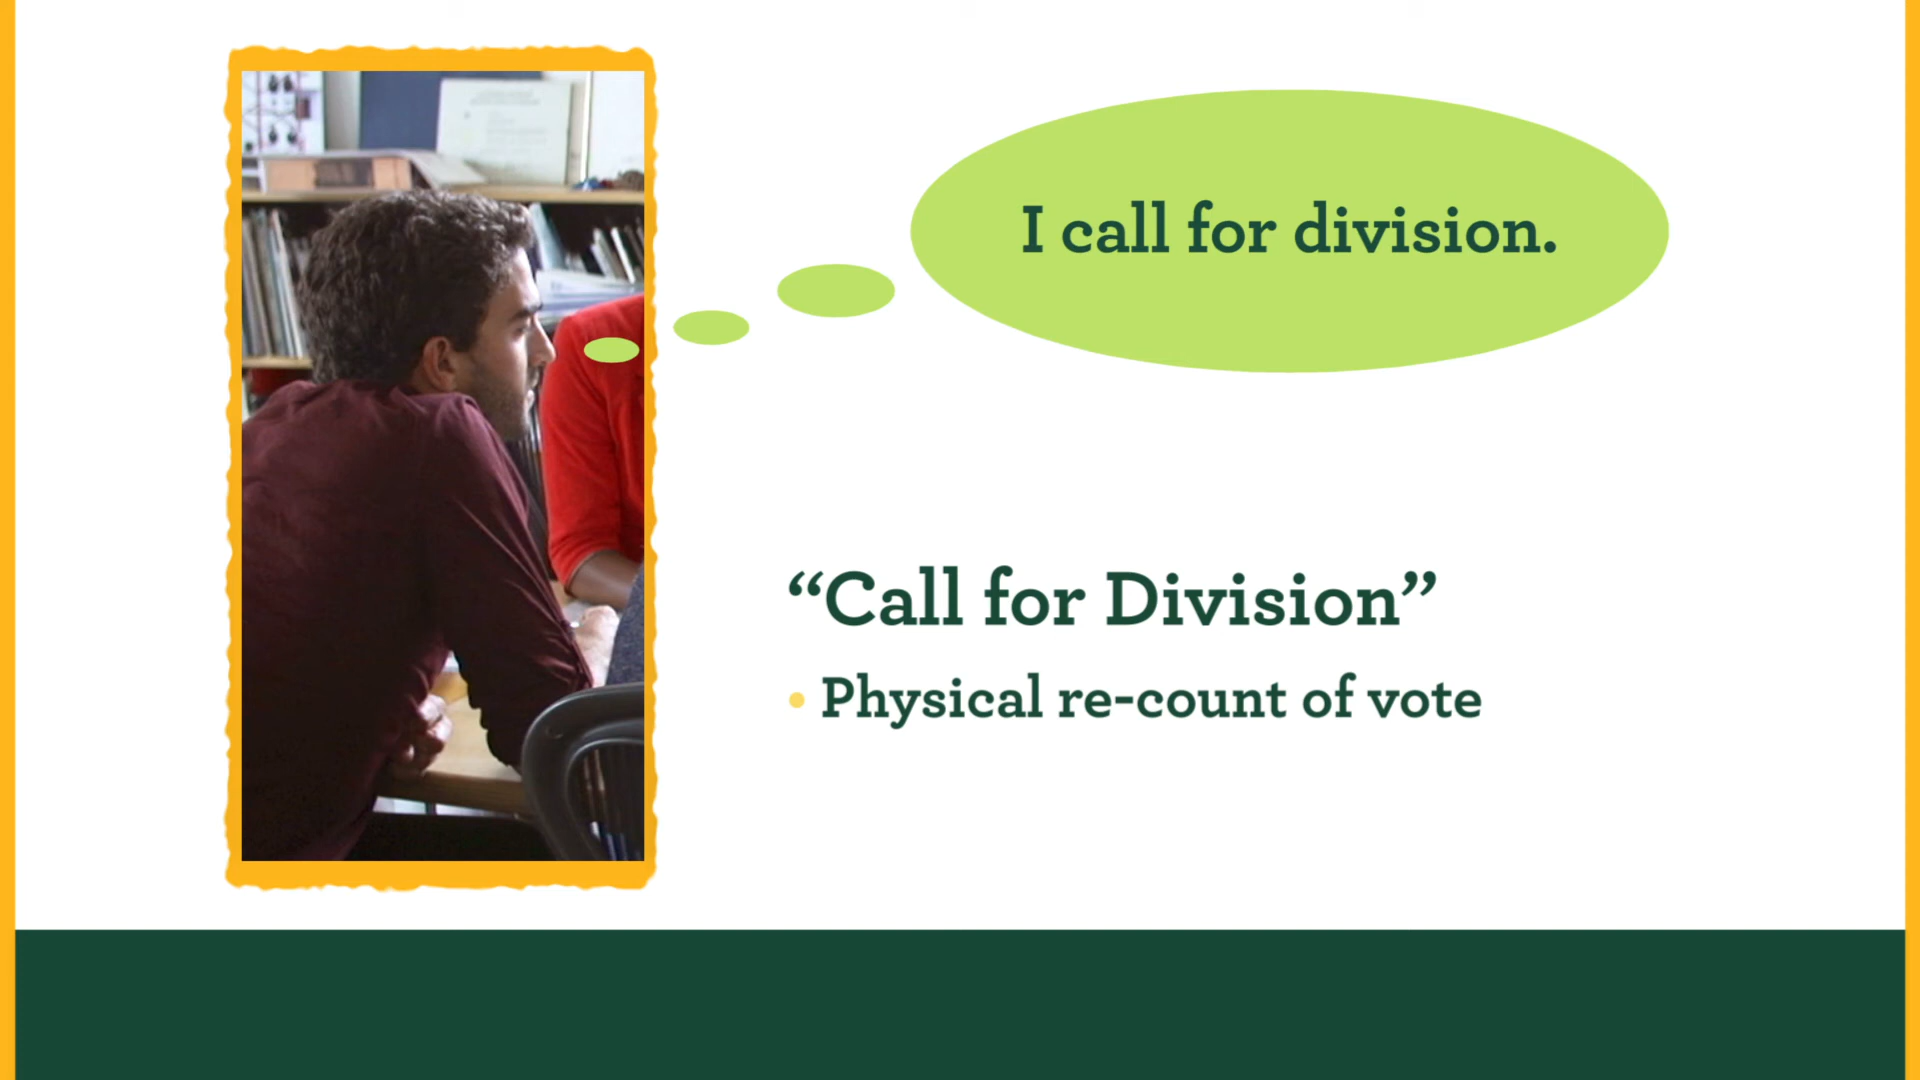 I call for division.
“Call for Division”
• Physical re-count of vote